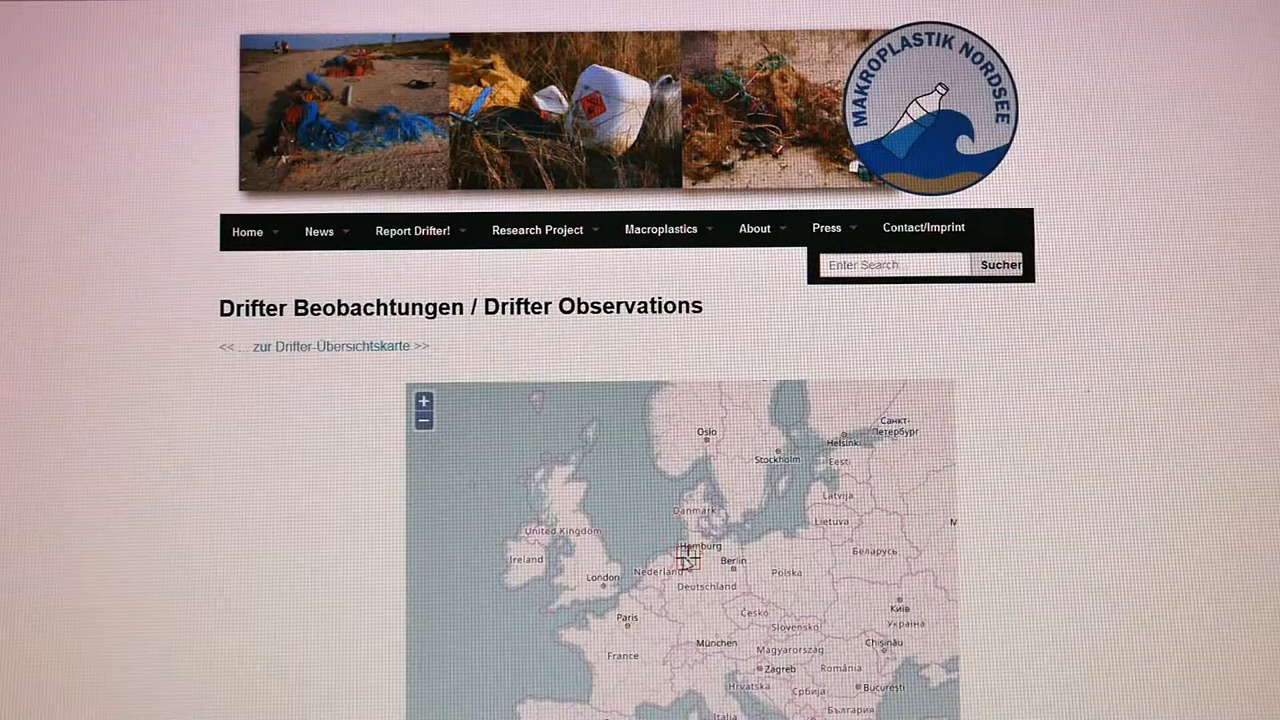 MAKROPLASTIK NORDSEE
Home News Report Drifter! Research Project Macroplastics About Press Contact/Imprint
Enter Search Sucher
Drifter Beobachtungen / Drifter Observations
<< ... zur Drifter-Übersichtskarte >>
+
−
Санкт-
Петербург
Oslo
Helsinki
Stockholm
Eesti
Latvija
Danmark
Lietuva
M
United Kingdom
Hamburg
Беларусь
Ireland
Berlin
Nederland
Polska
London
Deutschland
Київ
Česko
Paris
Україна
Slovensko
München
Chișinău
Magyarország
France
Zagreb
România
Hrvatska
Србија
București
България
Italia